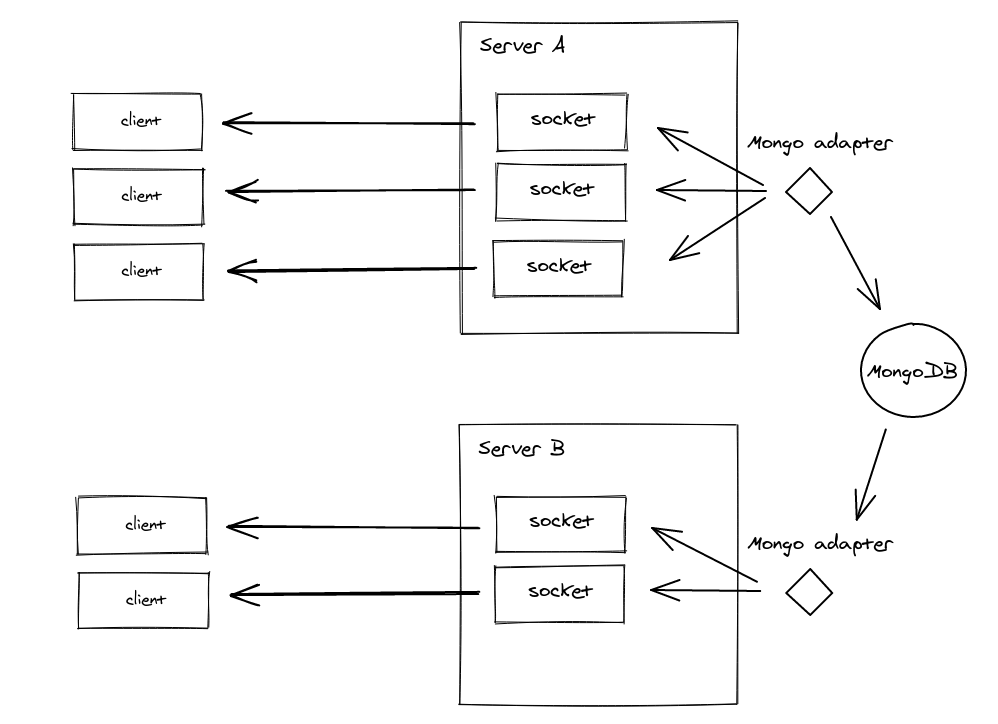 Server A
client
socket
Mongo adapter
client
socket
client
socket
MongoDB
Server B
client
socket
Mongo adapter
client
socket